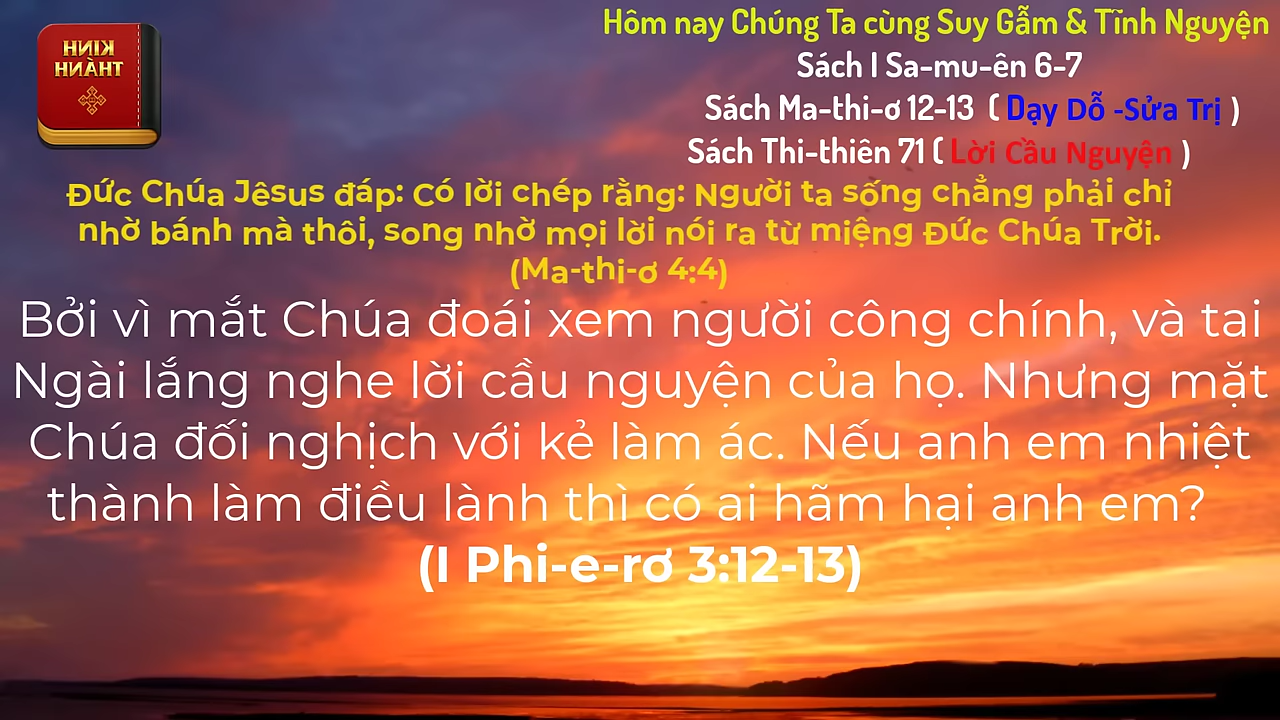 KINH
THÀNH
Hôm nay Chúng Ta cùng Suy Gẫm & Tĩnh Nguyện
Sách I Sa-mu-ên 6-7
Sách Ma-thi-ơ 12-13 ( Dạy Dỗ -Sửa Trị )
Sách Thi-thiên 71 ( Lời Cầu Nguyện )
Đức Chúa Jêsus đáp: Có lời chép rằng: Người ta sống chẳng phải chỉ
nhờ bánh mà thôi, song nhờ mọi lời nói ra từ miệng Đức Chúa Trời.
(Ma-thi-ơ 4:4)
Bởi vì mắt Chúa đoái xem người công chính, và tai
Ngài lắng nghe lời cầu nguyện của họ. Nhưng mặt
Chúa đối nghịch với kẻ làm ác. Nếu anh em nhiệt
thành làm điều lành thì có ai hãm hại anh em?
(I Phi-e-rơ 3:12-13)